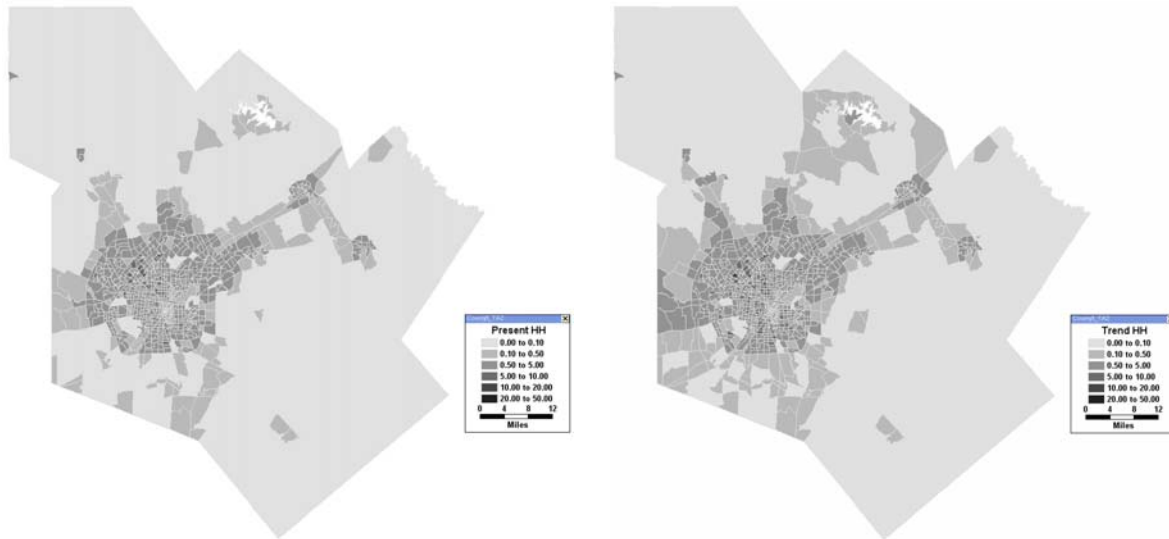 Present HH
0.00 to 0.10
0.10 to 0.50
0.50 to 5.00
5.00 to 10.00
10.00 to 20.00
20.00 to 50.00
0 4 8 12
Miles
Trend HH
0.00 to 0.10
0.10 to 0.50
0.50 to 5.00
5.00 to 10.00
10.00 to 20.00
20.00 to 50.00
0 4 8 12
Miles